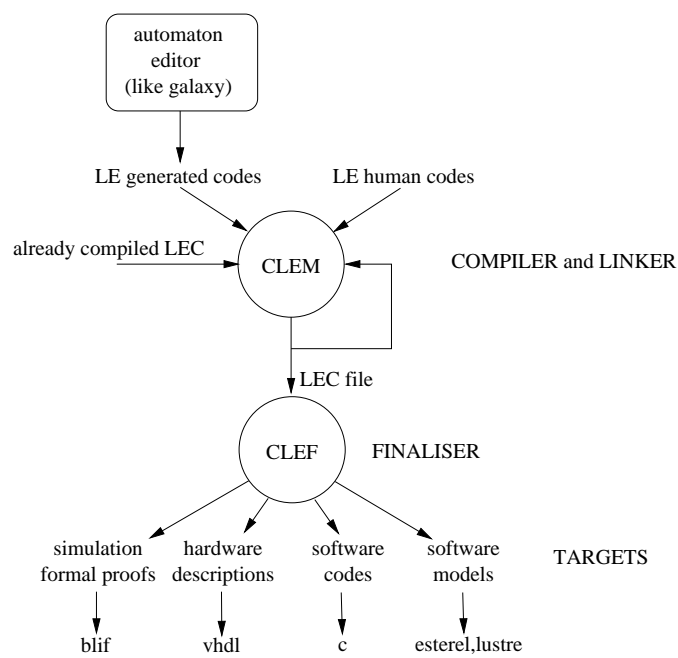 automaton
editor
(like galaxy)
LE generated codes
LE human codes
already compiled LEC
CLEM
COMPILER and LINKER
LEC file
CLEF
FINALISER
simulation
formal proofs
hardware
descriptions
software
codes
software
models
TARGETS
blif
vhdl
c
esterel,lustre